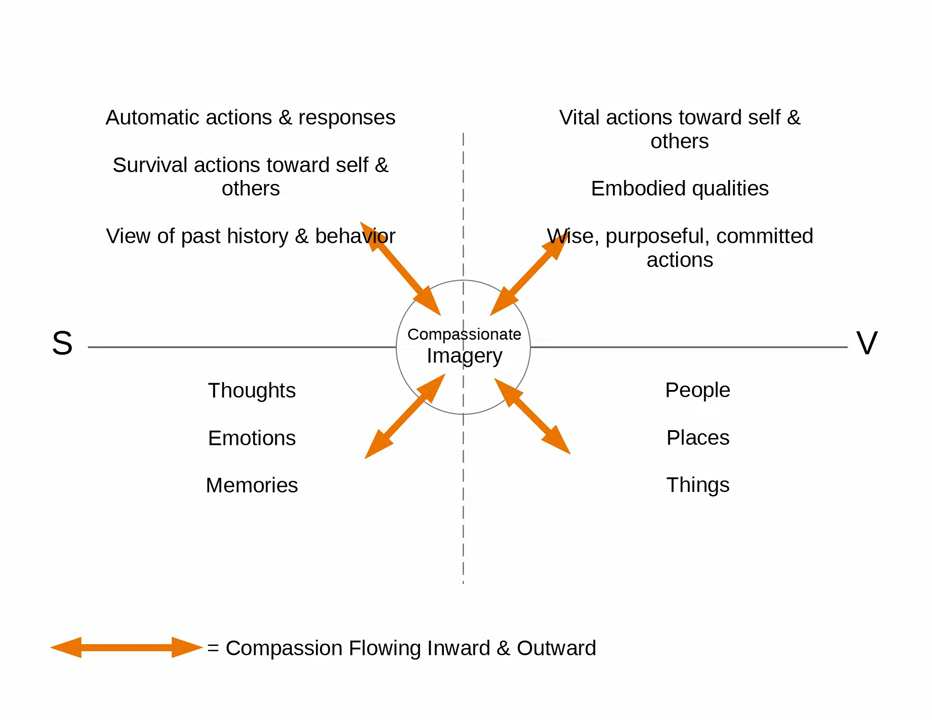 Automatic actions & responses
Survival actions toward self &
others
View of past history & behavior
Vital actions toward self &
others
Embodied qualities
Wise, purposeful, committed
actions
S
Compassionate
Imagery
V
Thoughts
Emotions
Memories
People
Places
Things
= Compassion Flowing Inward & Outward